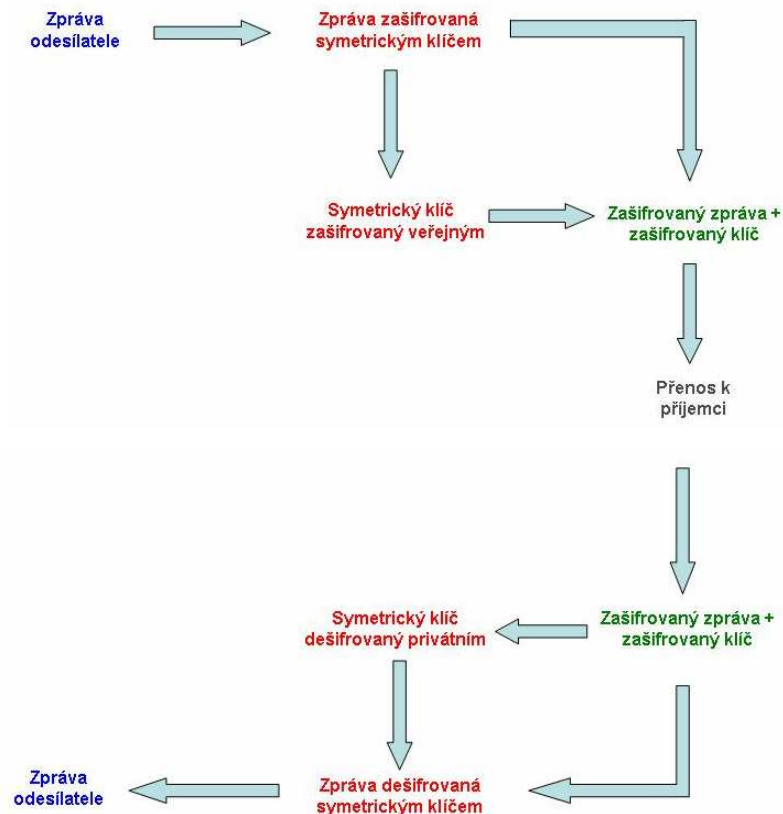 Zpráva
odesílatele
Zpráva zašifrovaná
symetrickým klíčem
Symetrický klíč
zašifrovaný veřejným
Zašifrovaný zpráva +
zašifrovaný klíč
Přenos k
příjemci
Zašifrovaný zpráva +
zašifrovaný klíč
Symetrický klíč
dešifrovaný privátním
Zpráva dešifrovaná
symetrickým klíčem
Zpráva
odesílatele